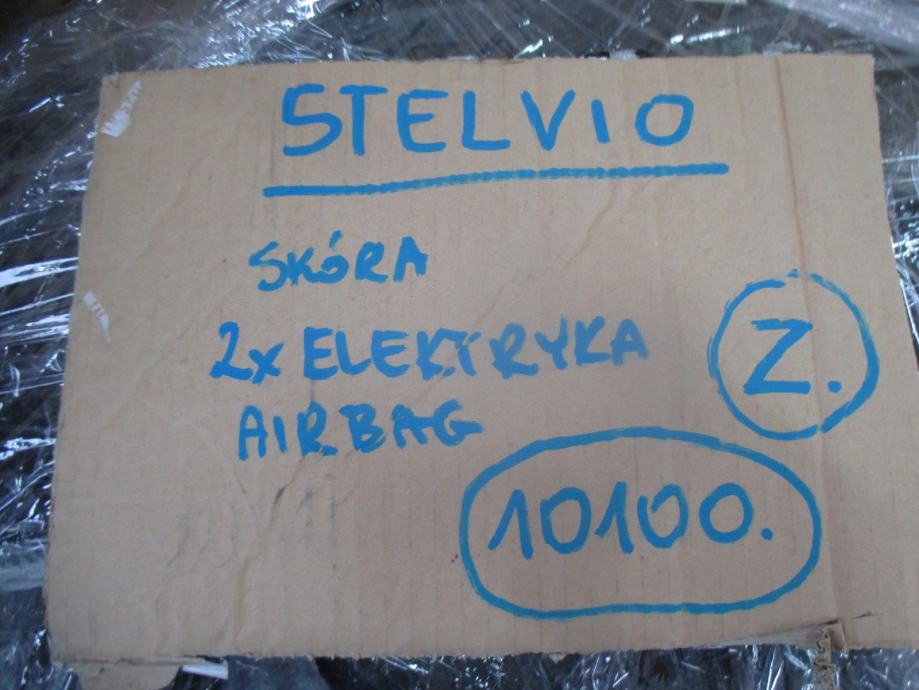 STELVIO
SKÓRA
2x ELEKTRYKA
Z.
AIRBAG
10100.